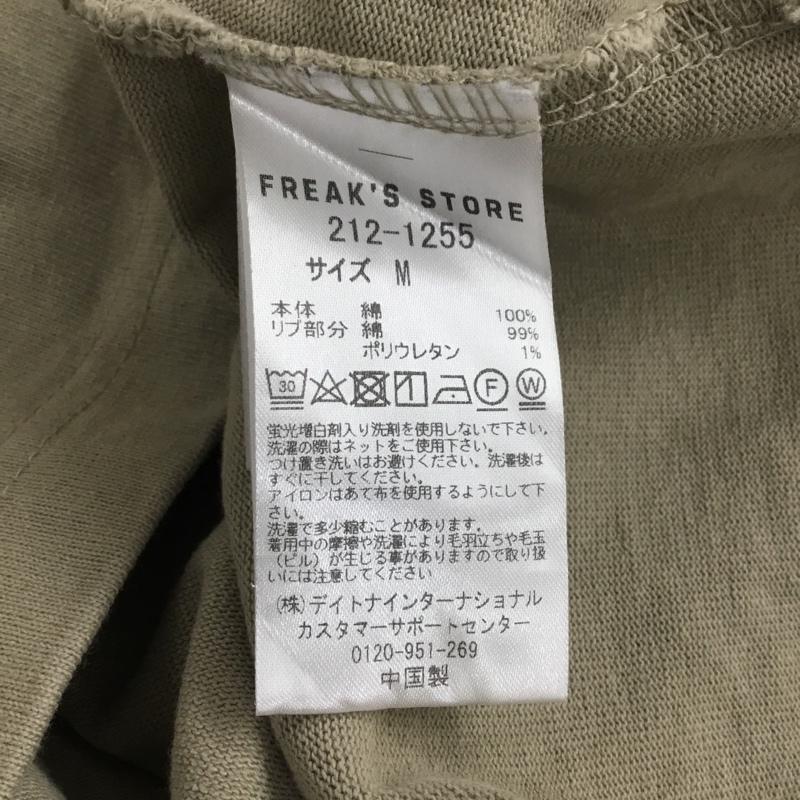 FREAK'S STORE
212-1255
サイズ M
本体 綿 100%
リブ部分 綿 99%
ポリウレタン 1%
30 F W
蛍光増白剤入り洗剤を使用しないで下さい。
洗濯の際はネットをご使用下さい。
つけ置き洗いはお避けください。洗濯後は
すぐに干してください。
アイロンはあて布を使用するようにして下
さい。
洗濯で多少縮むことがあります。
着用中の摩擦や洗濯により毛羽立ちや毛玉
(ピル)が生じる事がありますので取り扱
いには注意してください
(株)デイトナインターナショナル
カスタマーサポートセンター
0120-951-269
中国製